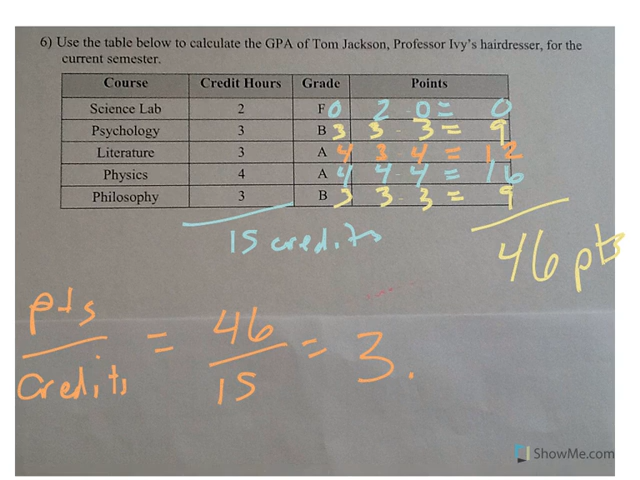 6) Use the table below to calculate the GPA of Tom Jackson, Professor Ivy's hairdresser, for the
current semester.
Course Credit Hours Grade Points
Science Lab 2 F 0 2 · 0 = 0
Psychology 3 B 3 3 · 3 = 9
Literature 3 A 4 3 · 4 = 12
Physics 4 A 4 4 · 4 = 16
Philosophy 3 B 3 3 · 3 = 9
15 credits
46 pts
pts / credits = 46 / 15 = 3.
ShowMe.com